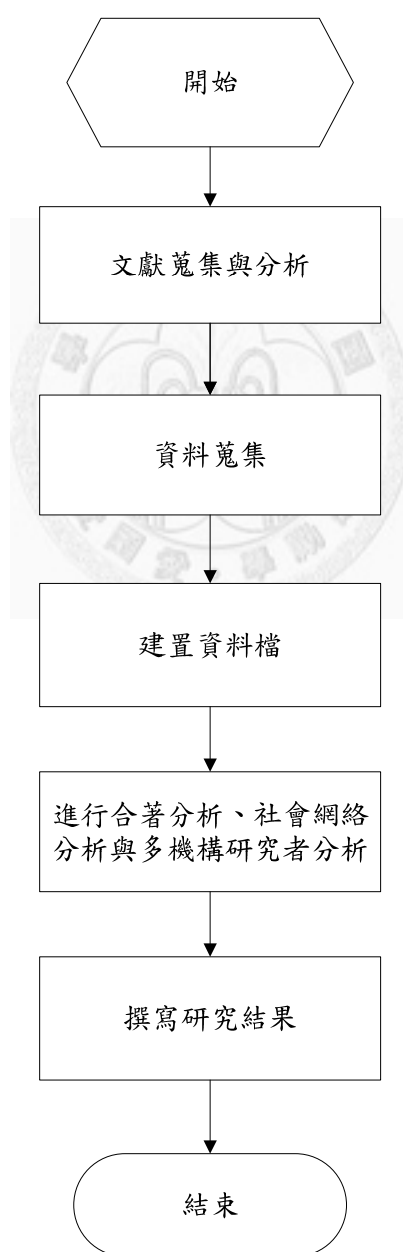 開始
文獻蒐集與分析
資料蒐集
建置資料檔
進行合著分析、社會網絡
分析與多機構研究者分析
撰寫研究結果
結束